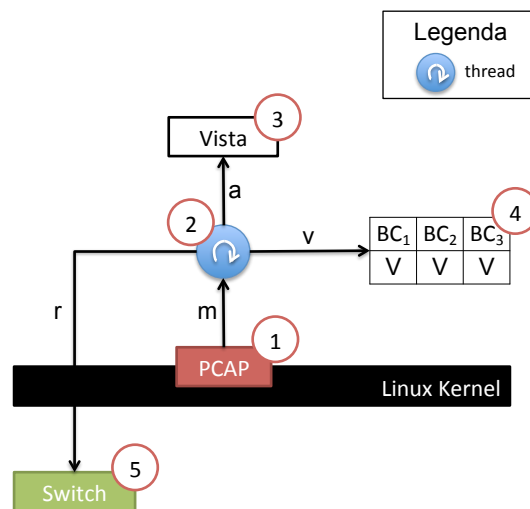 Legenda
thread
3
Vista
a
4
2
v
BC₁ BC₂ BC₃
V V V
r
m
1
PCAP
Linux Kernel
5
Switch